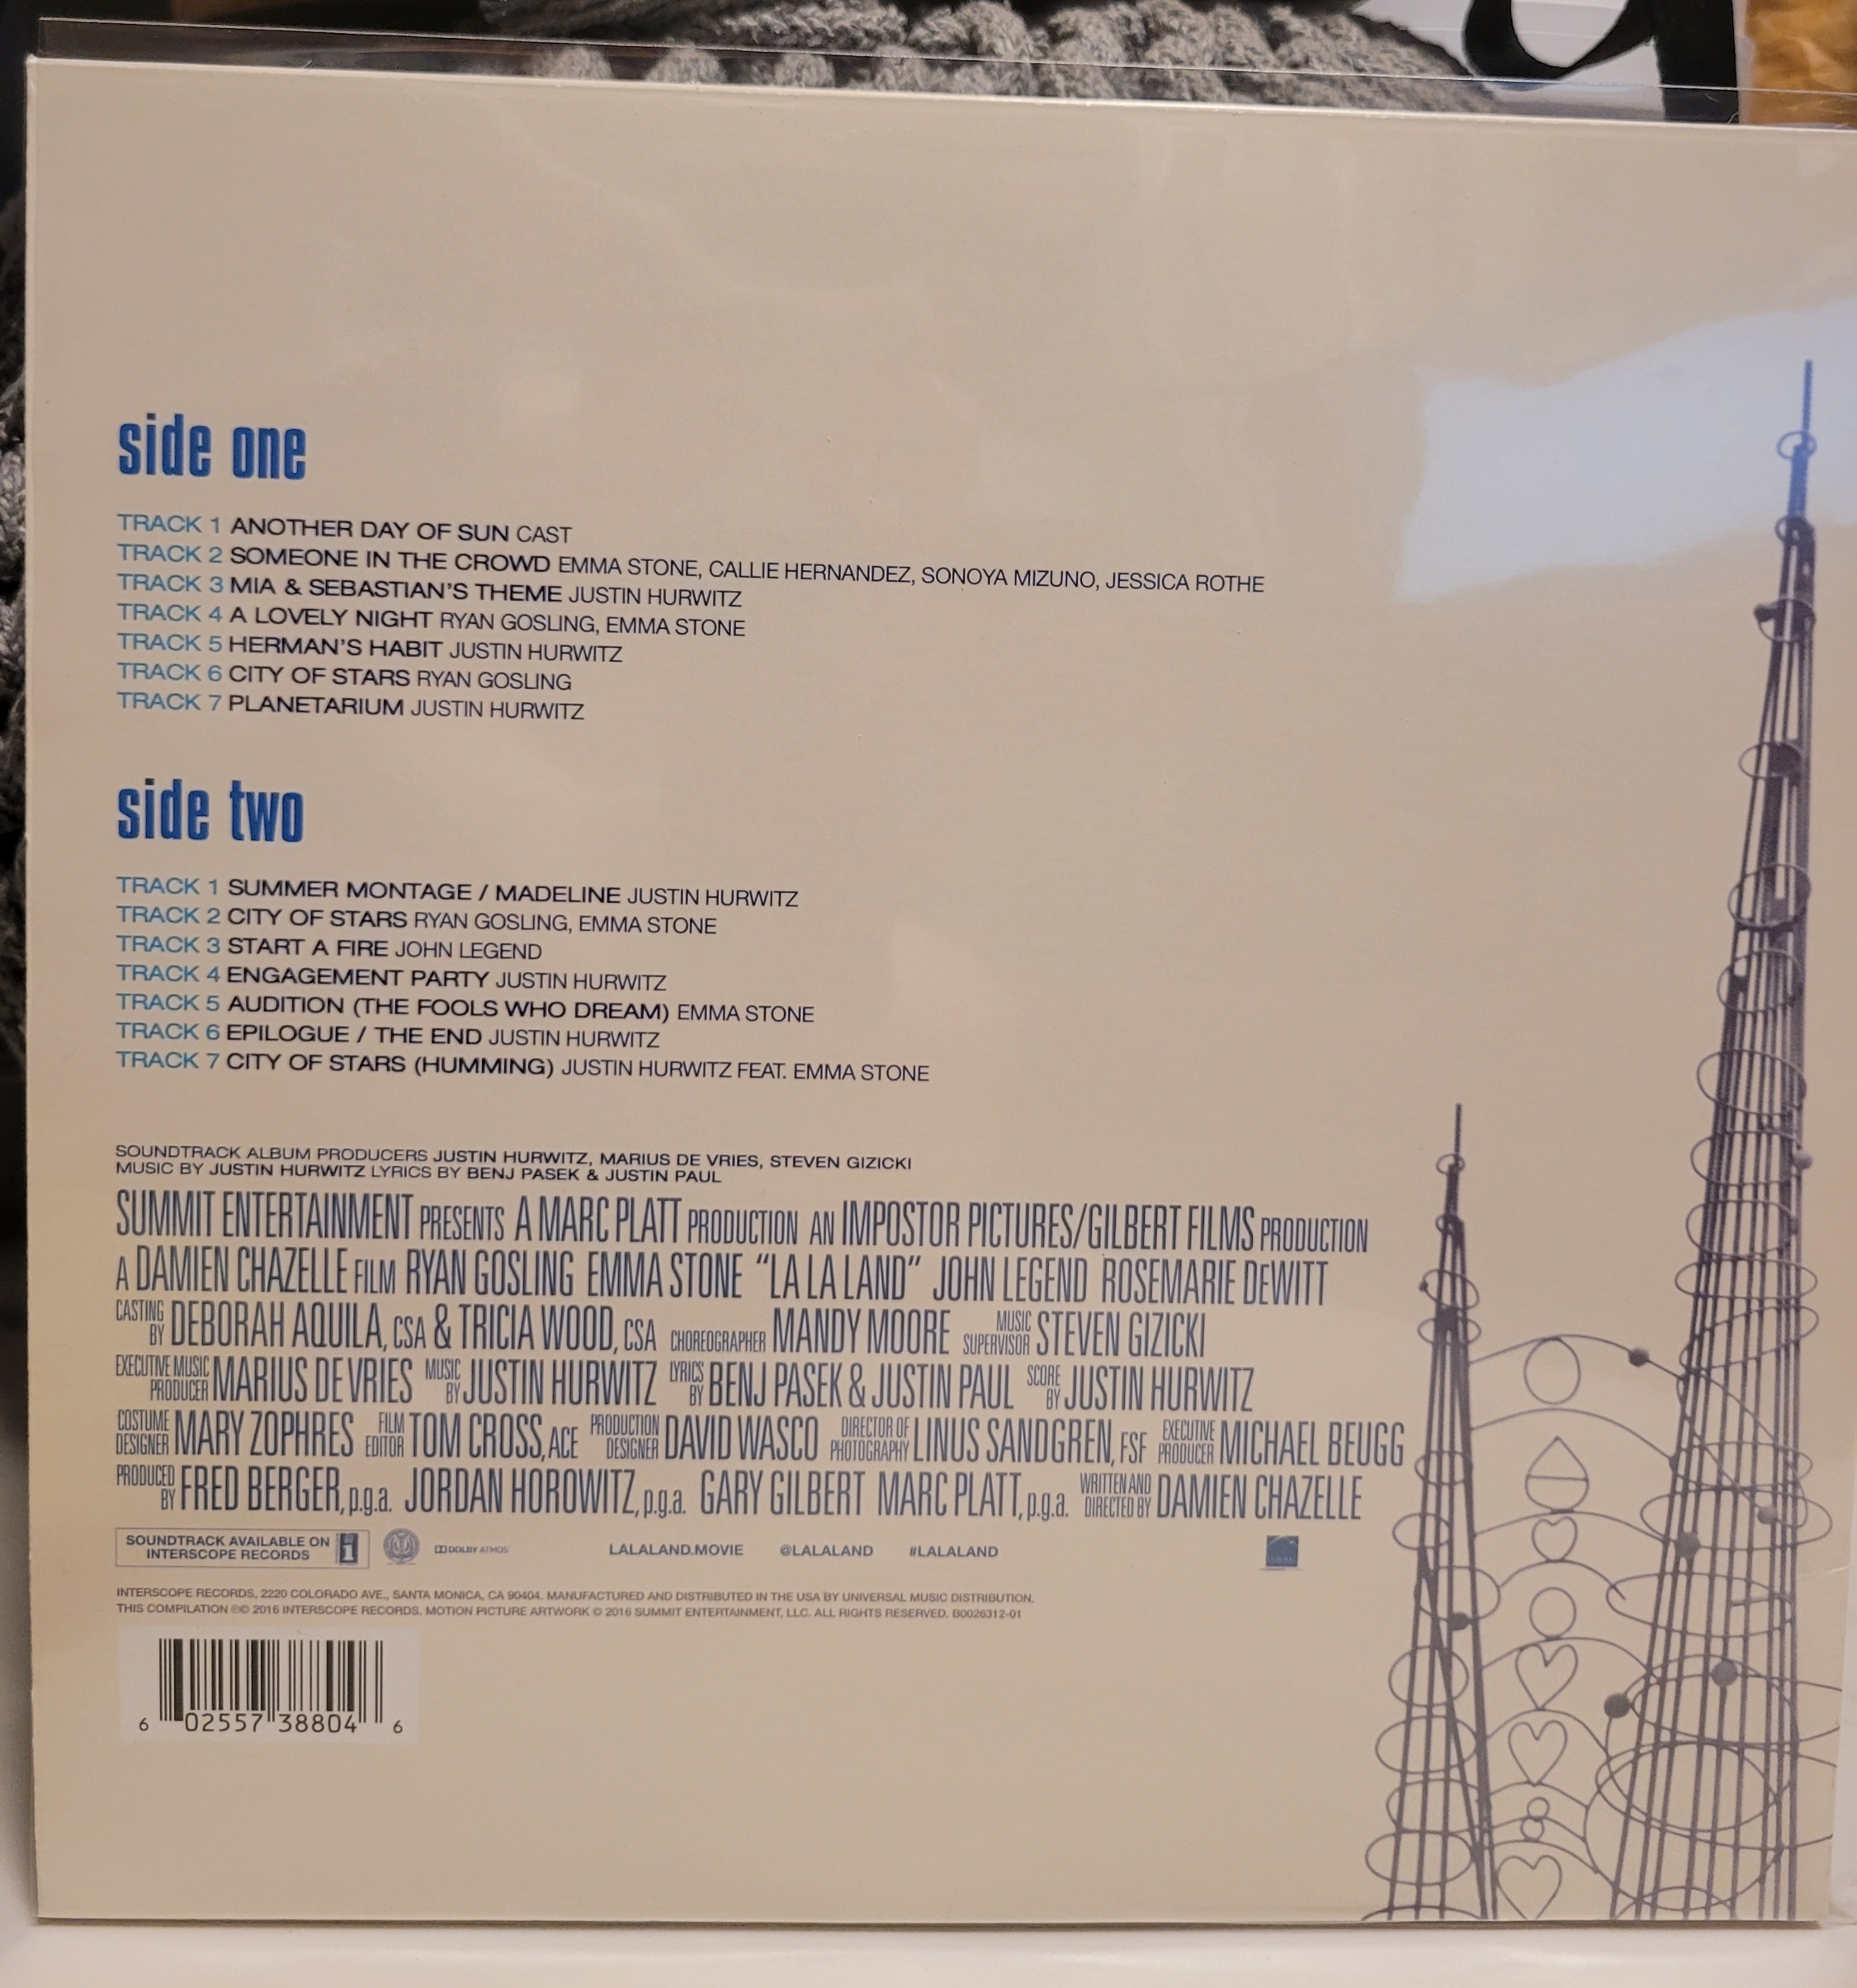 side one
TRACK 1 ANOTHER DAY OF SUN CAST
TRACK 2 SOMEONE IN THE CROWD EMMA STONE, CALLIE HERNANDEZ, SONOYA MIZUNO, JESSICA ROTHE
TRACK 3 MIA & SEBASTIAN'S THEME JUSTIN HURWITZ
TRACK 4 A LOVELY NIGHT RYAN GOSLING, EMMA STONE
TRACK 5 HERMAN'S HABIT JUSTIN HURWITZ
TRACK 6 CITY OF STARS RYAN GOSLING
TRACK 7 PLANETARIUM JUSTIN HURWITZ
side two
TRACK 1 SUMMER MONTAGE / MADELINE JUSTIN HURWITZ
TRACK 2 CITY OF STARS RYAN GOSLING, EMMA STONE
TRACK 3 START A FIRE JOHN LEGEND
TRACK 4 ENGAGEMENT PARTY JUSTIN HURWITZ
TRACK 5 AUDITION (THE FOOLS WHO DREAM) EMMA STONE
TRACK 6 EPILOGUE / THE END JUSTIN HURWITZ
TRACK 7 CITY OF STARS (HUMMING) JUSTIN HURWITZ FEAT. EMMA STONE
SOUNDTRACK ALBUM PRODUCERS JUSTIN HURWITZ, MARIUS DE VRIES, STEVEN GIZICKI
MUSIC BY JUSTIN HURWITZ LYRICS BY BENJ PASEK & JUSTIN PAUL
SUMMIT ENTERTAINMENT PRESENTS A MARC PLATT PRODUCTION AN IMPOSTOR PICTURES/GILBERT FILMS PRODUCTION
A DAMIEN CHAZELLE FILM RYAN GOSLING EMMA STONE "LA LA LAND" JOHN LEGEND ROSEMARIE DEWITT
CASTING BY DEBORAH AQUILA, CSA & TRICIA WOOD, CSA CHOREOGRAPHER MANDY MOORE MUSIC SUPERVISOR STEVEN GIZICKI
EXECUTIVE MUSIC PRODUCER MARIUS DE VRIES MUSIC BY JUSTIN HURWITZ LYRICS BY BENJ PASEK & JUSTIN PAUL SCORE BY JUSTIN HURWITZ
COSTUME DESIGNER MARY ZOPHRES FILM EDITOR TOM CROSS, ACE PRODUCTION DESIGNER DAVID WASCO DIRECTOR OF PHOTOGRAPHY LINUS SANDGREN, FSF EXECUTIVE PRODUCER MICHAEL BEUGG
PRODUCED BY FRED BERGER, p.g.a. JORDAN HOROWITZ, p.g.a. GARY GILBERT MARC PLATT, p.g.a. WRITTEN AND DIRECTED BY DAMIEN CHAZELLE
SOUNDTRACK AVAILABLE ON
INTERSCOPE RECORDS
i
DOLBY ATMOS
LALALAND.MOVIE @LALALAND #LALALAND
INTERSCOPE RECORDS, 2220 COLORADO AVE., SANTA MONICA, CA 90404. MANUFACTURED AND DISTRIBUTED IN THE USA BY UNIVERSAL MUSIC DISTRIBUTION.
THIS COMPILATION ℗© 2016 INTERSCOPE RECORDS. MOTION PICTURE ARTWORK © 2016 SUMMIT ENTERTAINMENT, LLC. ALL RIGHTS RESERVED. B0026312-01
6 02557 38804 6